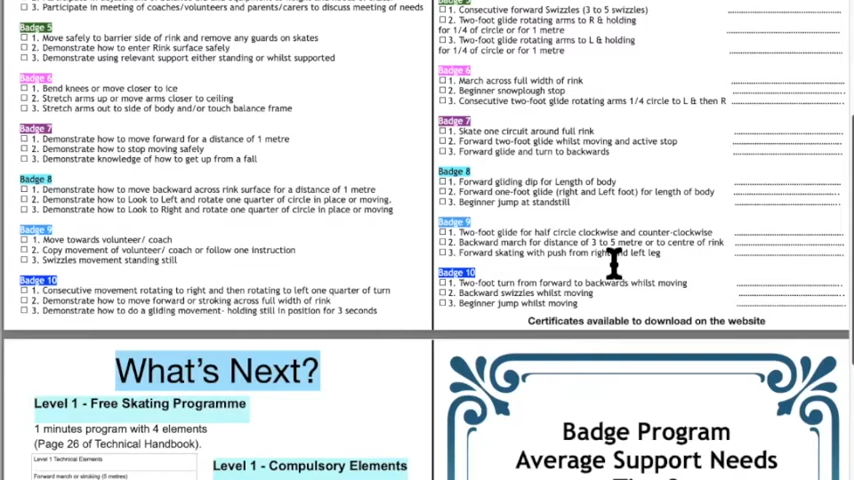 3. Participate in meeting of coaches/volunteers and parents/carers to discuss meeting of needs
Badge 5
1. Move safely to barrier side of rink and remove any guards on skates
2. Demonstrate how to enter Rink surface safely
3. Demonstrate using relevant support either standing or whilst supported
Badge 6
1. Bend knees or move closer to ice
2. Stretch arms up or move arms closer to ceiling
3. Stretch arms out to side of body and/or touch balance frame
Badge 7
1. Demonstrate how to move forward for a distance of 1 metre
2. Demonstrate how to stop moving safely
3. Demonstrate knowledge of how to get up from a fall
Badge 8
1. Demonstrate how to move backward across rink surface for a distance of 1 metre
2. Demonstrate how to Look to Left and rotate one quarter of circle in place or moving.
3. Demonstrate how to Look to Right and rotate one quarter of circle in place or moving
Badge 9
1. Move towards volunteer/ coach
2. Copy movement of volunteer/ coach or follow one instruction
3. Swizzles movement standing still
Badge 10
1. Consecutive movement rotating to right and then rotating to left one quarter of turn
2. Demonstrate how to move forward or stroking across full width of rink
3. Demonstrate how to do a gliding movement- holding still in position for 3 seconds
1. Consecutive forward Swizzles (3 to 5 swizzles)
2. Two-foot glide rotating arms to R & holding
for 1/4 of circle or for 1 metre
3. Two-foot glide rotating arms to L & holding
for 1/4 of circle or for 1 metre
Badge 6
1. March across full width of rink
2. Beginner snowplough stop
3. Consecutive two-foot glide rotating arms 1/4 circle to L & then R
Badge 7
1. Skate one circuit around full rink
2. Forward two-foot glide whilst moving and active stop
3. Forward glide and turn to backwards
Badge 8
1. Forward gliding dip for Length of body
2. Forward one-foot glide (right and Left foot) for length of body
3. Beginner jump at standstill
Badge 9
1. Two-foot glide for half circle clockwise and counter-clockwise
2. Backward march for distance of 3 to 5 metre or to centre of rink
3. Forward skating with push from right and left leg
Badge 10
1. Two-foot turn from forward to backwards whilst moving
2. Backward swizzles whilst moving
3. Beginner jump whilst moving
Certificates available to download on the website
What's Next?
Level 1 - Free Skating Programme
1 minutes program with 4 elements
(Page 26 of Technical Handbook).
Level 1 Technical Elements
Forward march or stroking (5 metres)
Level 1 - Compulsory Elements
Badge Program
Average Support Needs